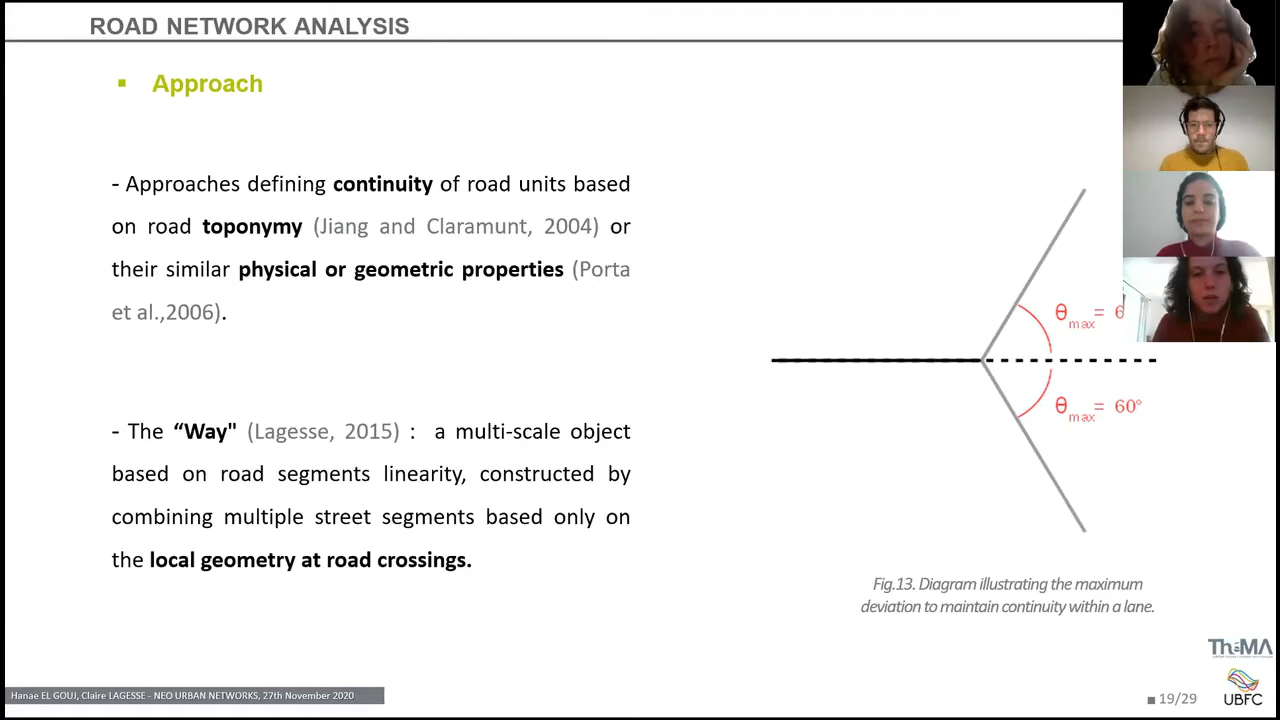 ROAD NETWORK ANALYSIS
▪ Approach
- Approaches defining continuity of road units based
on road toponymy (Jiang and Claramunt, 2004) or
their similar physical or geometric properties (Porta
et al.,2006).
- The “Way" (Lagesse, 2015) : a multi-scale object
based on road segments linearity, constructed by
combining multiple street segments based only on
the local geometry at road crossings.
θmax= 6
θmax= 60°
Fig.13. Diagram illustrating the maximum
deviation to maintain continuity within a lane.
ThéMA
UBFC
Hanae EL GOUJ, Claire LAGESSE - NEO URBAN NETWORKS, 27th November 2020
19/29